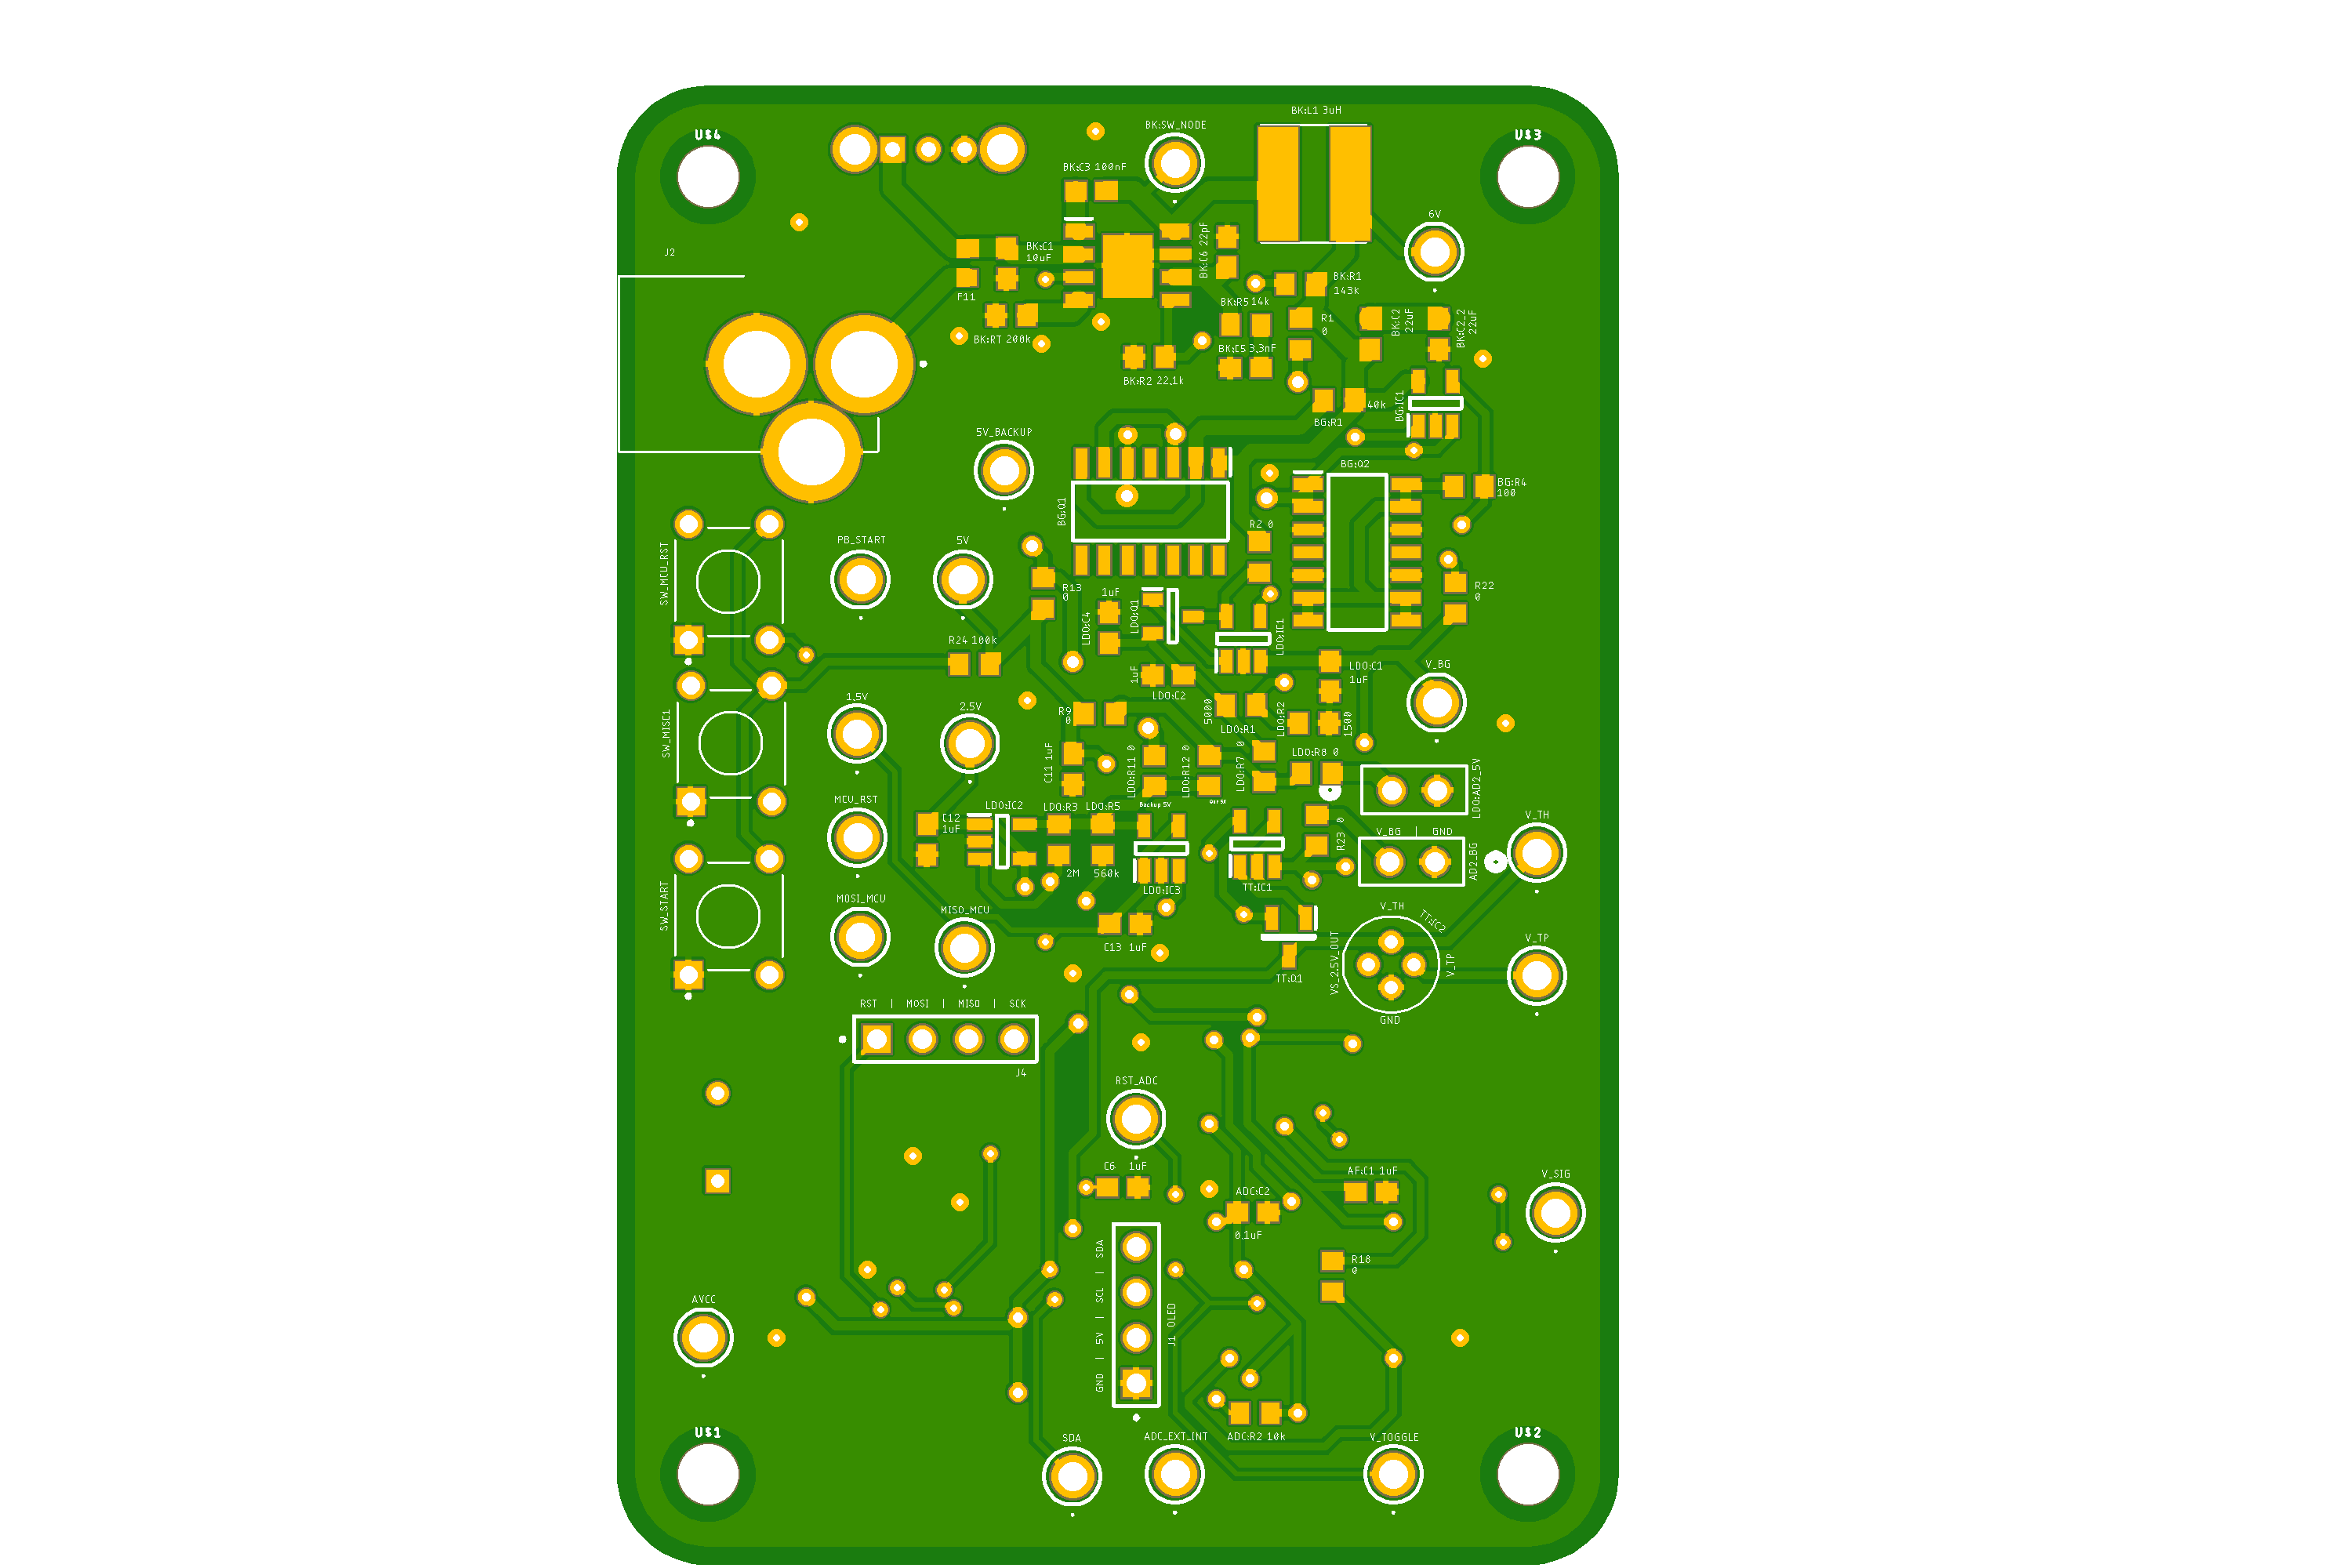 BK:L1 3uH
BK:SW_NODE
U$4
U$3
BK:C3 100nF
6V
J2
BK:C1
10uF
BK:C6 22pF
BK:R1
143k
F11
BK:R5 14k
R1
0
BK:C2
22uF
BK:C2_2
22uF
BK:RT 200k
BK:C5 3.3nF
BK:R2 22.1k
40k
BG:IC1
BG:R1
5V_BACKUP
BG:Q2
BG:R4
100
BG:Q1
R2 0
PB_START
5V
SW_MCU_RST
R13
0
1uF
LDO:C4
LDO:Q1
R22
0
LDO:IC1
R24 100k
LDO:C1
1uF
V_BG
1uF
LDO:C2
1.5V
2.5V
R9
0
5000
LDO:R1
LDO:R2
1500
SW_MISC1
C11 1uF
LDO:R11 0
LDO:R12 0
LDO:R7 0
LDO:R8 0
LDO:AD2_5V
MCU_RST
LDO:IC2
LDO:R3
LDO:R5
Backup 5V
C12
1uF
R23 0
V_BG | GND
AD2_BG
V_TH
2M
560k
LDO:IC3
TT:IC1
SW_START
MOSI_MCU
MISO_MCU
V_TH
TT:IC2
C13 1uF
VS_2.5V_OUT
V_TP
V_TP
TT:Q1
GND
RST | MOSI | MISO | SCK
J4
RST_ADC
C6 1uF
AF:C1 1uF
V_SIG
ADC:C2
0.1uF
R18
0
GND | 5V | SCL | SDA
J1 OLED
AVCC
U$1
U$2
SDA
ADC_EXT_INT
ADC:R2 10k
V_TOGGLE